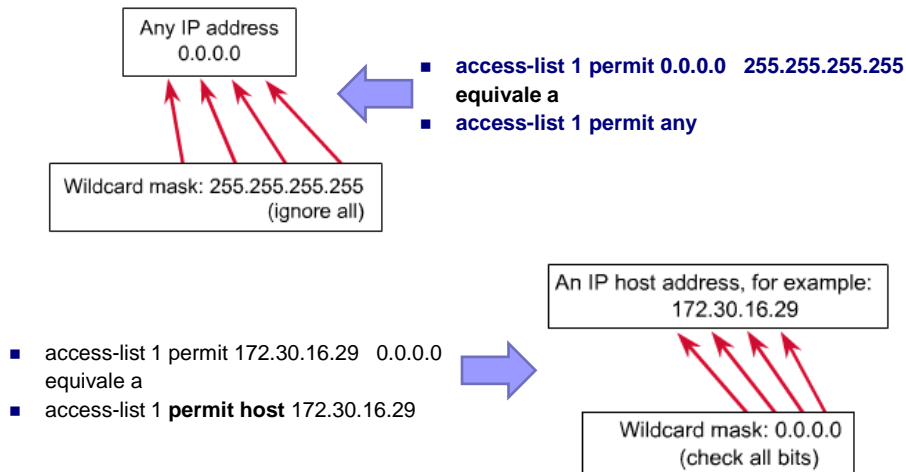 Any IP address
0.0.0.0
Wildcard mask: 255.255.255.255
(ignore all)
■ access-list 1 permit 0.0.0.0 255.255.255.255
equivale a
■ access-list 1 permit any
■ access-list 1 permit 172.30.16.29 0.0.0.0
equivale a
■ access-list 1 permit host 172.30.16.29
An IP host address, for example:
172.30.16.29
Wildcard mask: 0.0.0.0
(check all bits)